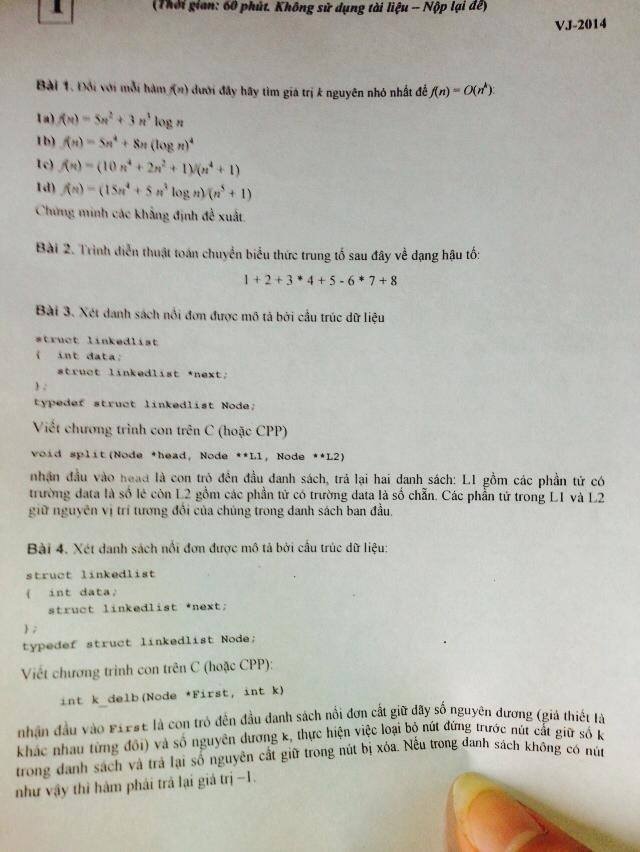 1
(Thời gian: 60 phút. Không sử dụng tài liệu – Nộp lại đề)
VJ-2014
Bài 1. Đối với mỗi hàm f(n) dưới đây hãy tìm giá trị k nguyên nhỏ nhất để f(n) = O(nᵏ):
1a) f(n) = 5n² + 3 n³ log n
1b) f(n) = 5n⁴ + 8n (log n)⁴
1c) f(n) = (10 n⁴ + 2n² + 1)/(n⁴ + 1)
1d) f(n) = (15n⁴ + 5 n³ log n)/(n⁵ + 1)
Chứng minh các khẳng định đề xuất.
Bài 2. Trình diễn thuật toán chuyển biểu thức trung tố sau đây về dạng hậu tố:
1 + 2 + 3 * 4 + 5 - 6 * 7 + 8
Bài 3. Xét danh sách nối đơn được mô tả bởi cấu trúc dữ liệu
struct linkedlist
{ int data;
struct linkedlist *next;
};
typedef struct linkedlist Node;
Viết chương trình con trên C (hoặc CPP)
void split(Node *head, Node **L1, Node **L2)
nhận đầu vào head là con trỏ đến đầu danh sách, trả lại hai danh sách: L1 gồm các phần tử có
trường data là số lẻ còn L2 gồm các phần tử có trường data là số chẵn. Các phần tử trong L1 và L2
giữ nguyên vị trí tương đối của chúng trong danh sách ban đầu.
Bài 4. Xét danh sách nối đơn được mô tả bởi cấu trúc dữ liệu:
struct linkedlist
{ int data;
struct linkedlist *next;
};
typedef struct linkedlist Node;
Viết chương trình con trên C (hoặc CPP):
int k_delb(Node *First, int k)
nhận đầu vào First là con trỏ đến đầu danh sách nối đơn cất giữ dãy số nguyên dương (giả thiết là
khác nhau từng đôi) và số nguyên dương k, thực hiện việc loại bỏ nút đứng trước nút cất giữ số k
trong danh sách và trả lại số nguyên cất giữ trong nút bị xóa. Nếu trong danh sách không có nút
như vậy thì hàm phải trả lại giá trị –1.